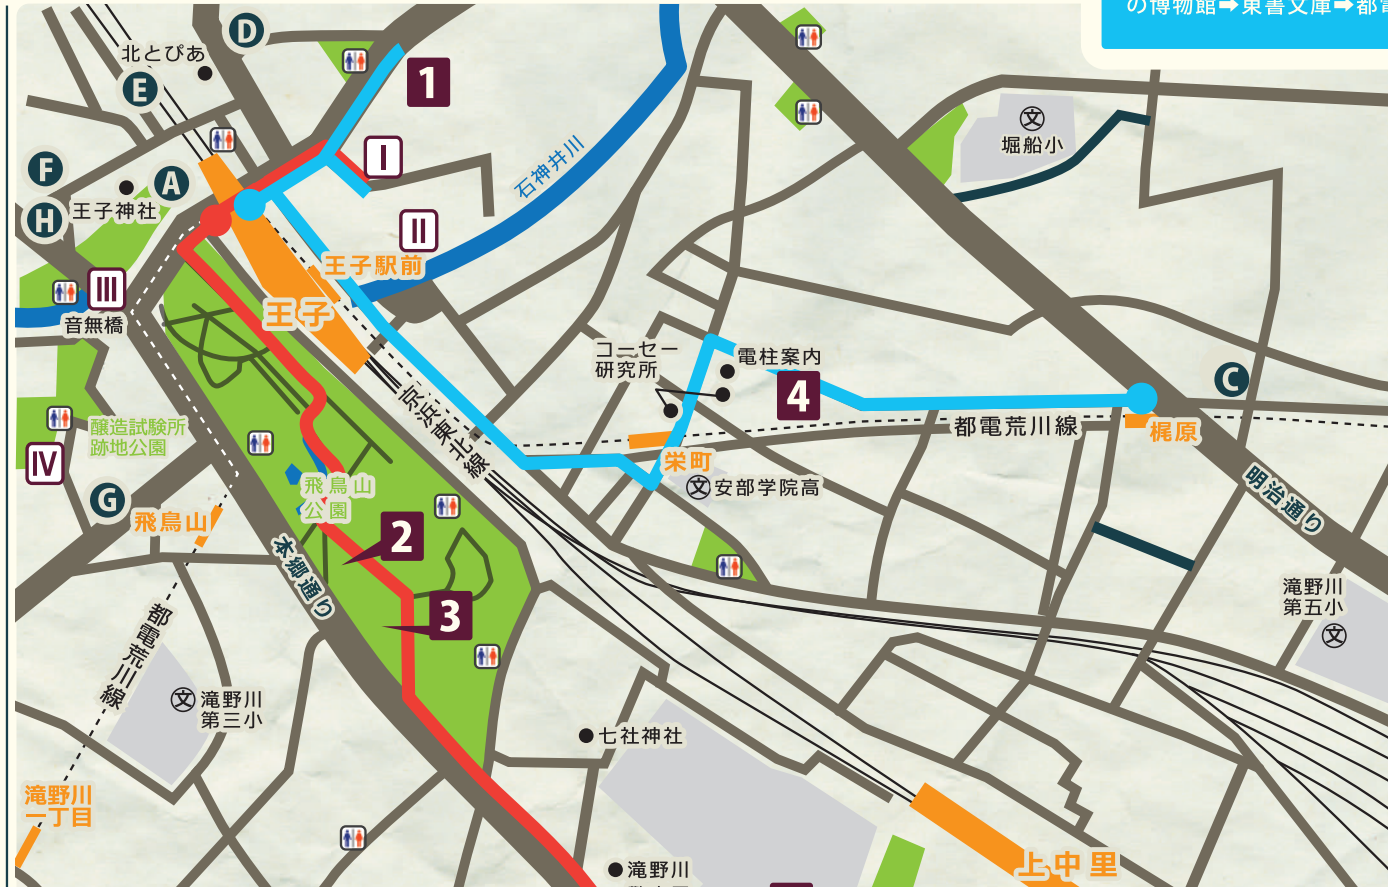 の博物館➡東書文庫➡都電
D
北とぴあ
E
1
F
A
I
H
王子神社
II
石神井川
王子駅前
III
王子
音無橋
文
堀船小
コーセー
研究所
電柱案内
4
C
京浜東北線
都電荒川線
梶原
栄町
文
安部学院高
醸造試験所
跡地公園
IV
G
飛鳥山
飛鳥山
公園
2
本郷通り
3
明治通り
滝野川
第五小
文
都電荒川線
文
滝野川
第三小
七社神社
滝野川
一丁目
上中里
滝野川